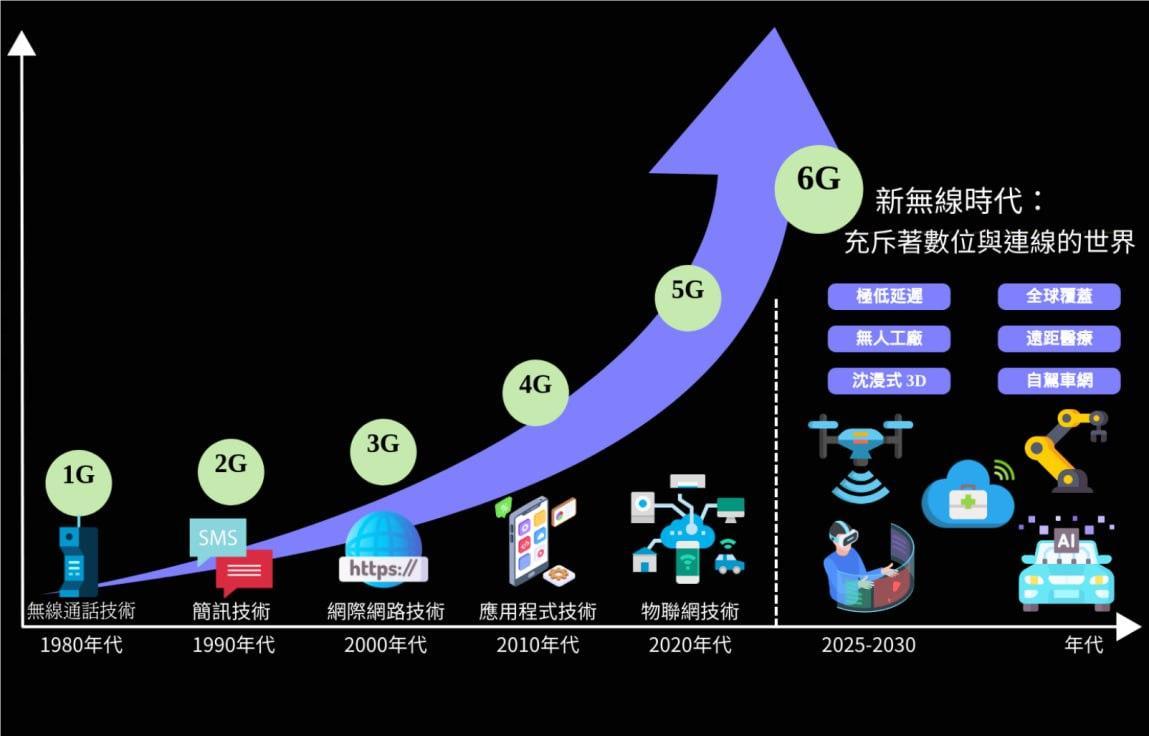 6G
新無線時代：
充斥著數位與連線的世界
5G
極低延遲
全球覆蓋
無人工廠
遠距醫療
沈漫式 3D
自駕車網
4G
3G
2G
1G
SMS
https://
AI
無線通話技術
簡訊技術
網際網路技術
應用程式技術
物聯網技術
1980年代
1990年代
2000年代
2010年代
2020年代
2025-2030
年代